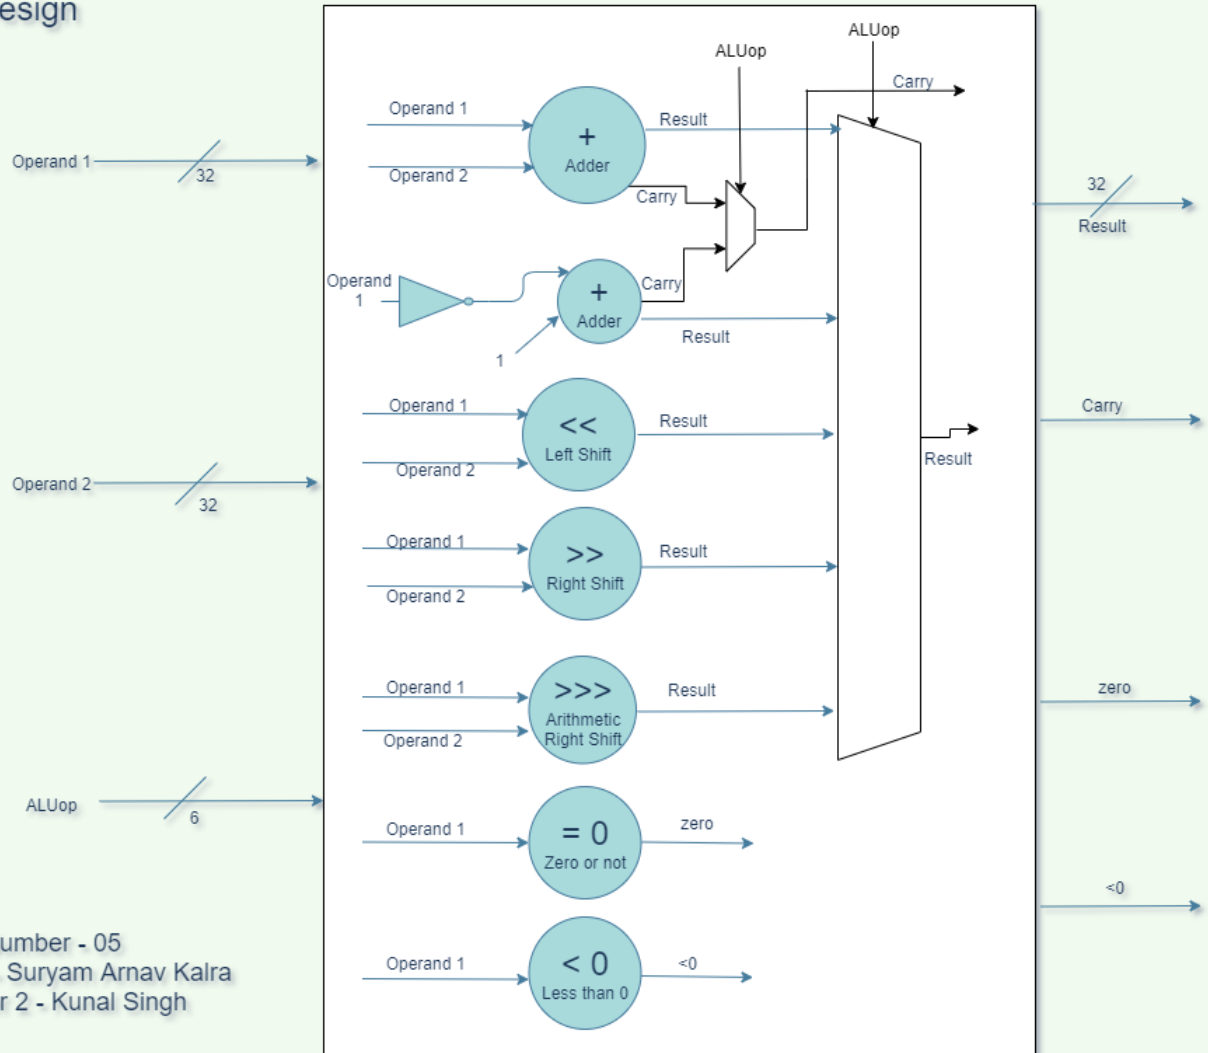 esign
ALUop
ALUop
Carry
Operand 1
+
Adder
Result
Operand 2
Carry
Operand 1
32
32
Result
Operand
1
+
Adder
Carry
Result
1
Operand 1
<<
Left Shift
Result
Operand 2
Carry
Result
Operand 2
32
Operand 1
>>
Right Shift
Result
Operand 2
Operand 1
>>>
Arithmetic
Right Shift
Result
Operand 2
zero
ALUop
6
Operand 1
= 0
Zero or not
zero
<0
Operand 1
< 0
Less than 0
<0
umber - 05
Suryam Arnav Kalra
r 2 - Kunal Singh